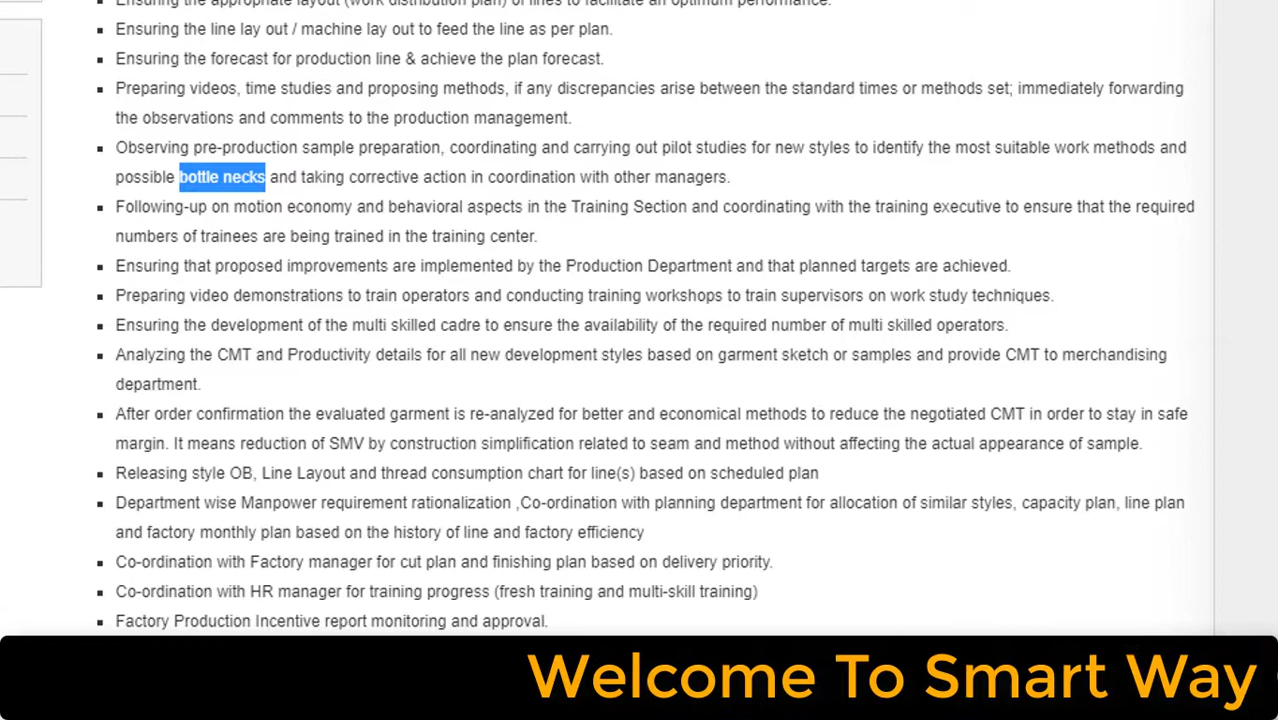 Ensuring the appropriate layout (work distribution plan) of lines to facilitate an optimum performance.
Ensuring the line lay out / machine lay out to feed the line as per plan.
Ensuring the forecast for production line & achieve the plan forecast.
Preparing videos, time studies and proposing methods, if any discrepancies arise between the standard times or methods set; immediately forwarding
the observations and comments to the production management.
Observing pre-production sample preparation, coordinating and carrying out pilot studies for new styles to identify the most suitable work methods and
possible bottle necks and taking corrective action in coordination with other managers.
Following-up on motion economy and behavioral aspects in the Training Section and coordinating with the training executive to ensure that the required
numbers of trainees are being trained in the training center.
Ensuring that proposed improvements are implemented by the Production Department and that planned targets are achieved.
Preparing video demonstrations to train operators and conducting training workshops to train supervisors on work study techniques.
Ensuring the development of the multi skilled cadre to ensure the availability of the required number of multi skilled operators.
Analyzing the CMT and Productivity details for all new development styles based on garment sketch or samples and provide CMT to merchandising
department.
After order confirmation the evaluated garment is re-analyzed for better and economical methods to reduce the negotiated CMT in order to stay in safe
margin. It means reduction of SMV by construction simplification related to seam and method without affecting the actual appearance of sample.
Releasing style OB, Line Layout and thread consumption chart for line(s) based on scheduled plan
Department wise Manpower requirement rationalization ,Co-ordination with planning department for allocation of similar styles, capacity plan, line plan
and factory monthly plan based on the history of line and factory efficiency
Co-ordination with Factory manager for cut plan and finishing plan based on delivery priority.
Co-ordination with HR manager for training progress (fresh training and multi-skill training)
Factory Production Incentive report monitoring and approval.
Welcome To Smart Way